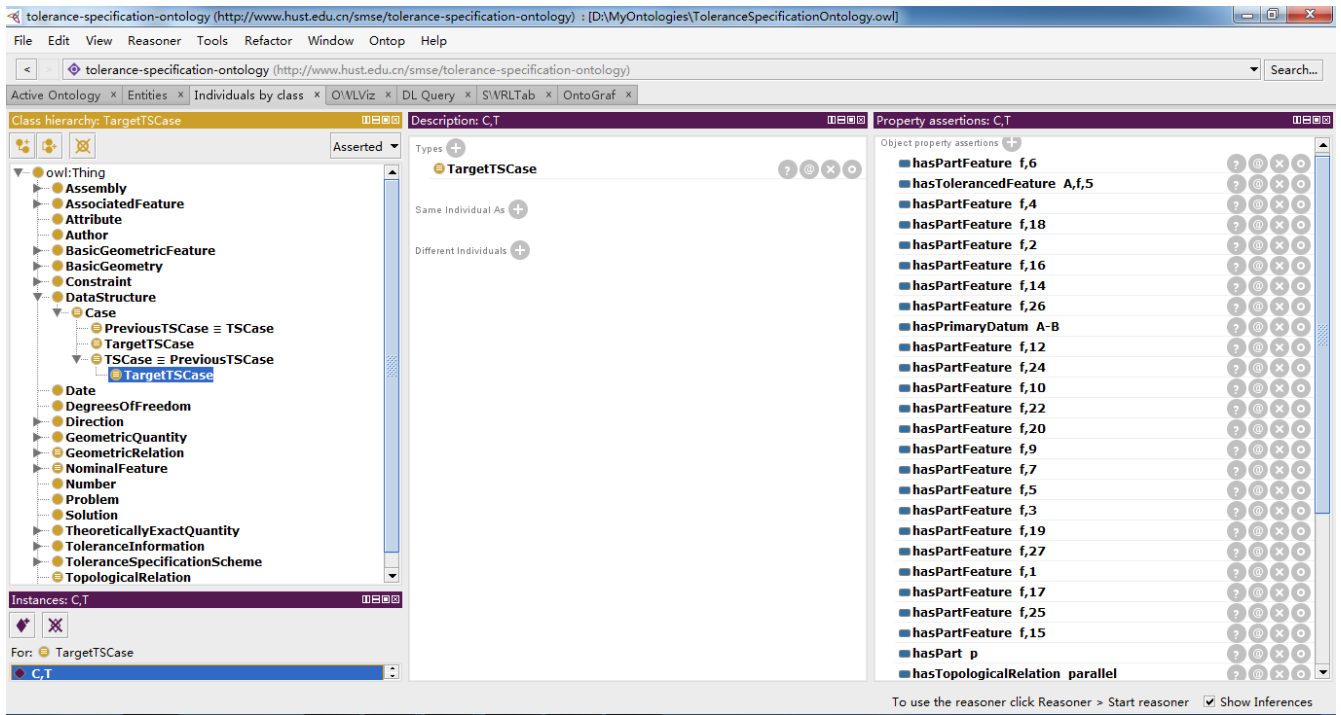 tolerance-specification-ontology (http://www.hust.edu.cn/smse/tolerance-specification-ontology) : [D:\MyOntologies\ToleranceSpecificationOntology.owl]
File Edit View Reasoner Tools Refactor Window Ontop Help
< > tolerance-specification-ontology (http://www.hust.edu.cn/smse/tolerance-specification-ontology) Search...
Active Ontology × Entities × Individuals by class × OWLViz × DL Query × SWRLTab × OntoGraf ×
Class hierarchy: TargetTSCase
Asserted
owl:Thing
Assembly
AssociatedFeature
Attribute
Author
BasicGeometricFeature
BasicGeometry
Constraint
DataStructure
Case
PreviousTSCase ≡ TSCase
TargetTSCase
TSCase ≡ PreviousTSCase
TargetTSCase
Date
DegreesOfFreedom
Direction
GeometricQuantity
GeometricRelation
NominalFeature
Number
Problem
Solution
TheoreticallyExactQuantity
ToleranceInformation
ToleranceSpecificationScheme
TopologicalRelation
Instances: C,T
For: TargetTSCase
C,T
Description: C,T
Types
TargetTSCase
Same Individual As
Different Individuals
Property assertions: C,T
Object property assertions
hasPartFeature f,6
hasTolerancedFeature A,f,5
hasPartFeature f,4
hasPartFeature f,18
hasPartFeature f,2
hasPartFeature f,16
hasPartFeature f,14
hasPartFeature f,26
hasPrimaryDatum A-B
hasPartFeature f,12
hasPartFeature f,24
hasPartFeature f,10
hasPartFeature f,22
hasPartFeature f,20
hasPartFeature f,9
hasPartFeature f,7
hasPartFeature f,5
hasPartFeature f,3
hasPartFeature f,19
hasPartFeature f,27
hasPartFeature f,1
hasPartFeature f,17
hasPartFeature f,25
hasPartFeature f,15
hasPart p
hasTopologicalRelation parallel
To use the reasoner click Reasoner > Start reasoner Show Inferences